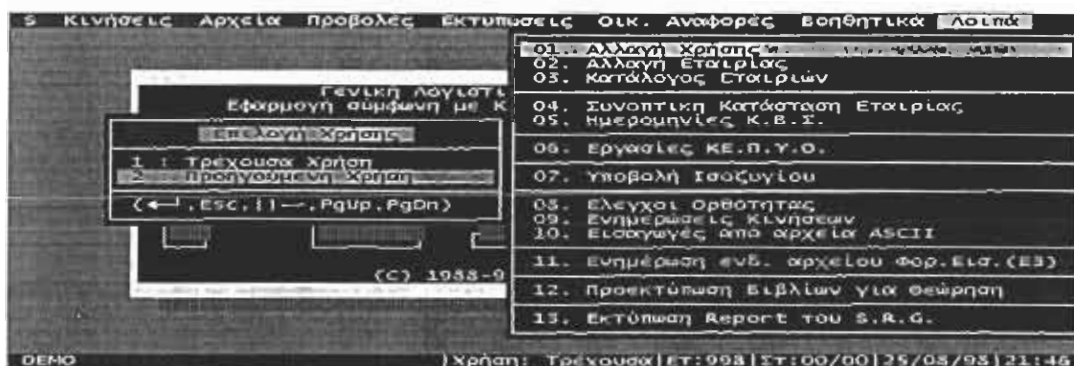 S Κινήσεις Αρχεία Προβολές Εκτυπώσεις Οικ. Αναφορές Βοηθητικά Λοιπά
01. Αλλαγή Χρήσης
02. Αλλαγή Εταιρίας
03. Κατάλογος Εταιριών
04. Συνοπτικη Κατάσταση Εταιρίας
05. Ημερομηνίες Κ.Β.Σ.
06. Εργασίες ΚΕ.Π.Υ.Ο.
07. Υποβολή Ισοζυγίου
08. Ελεγχοι Ορθότητας
09. Ενημερώσεις Κινήσεων
10. Εισαγωγές από αρχεία ASCII
11. Ενημέρωση ενδ. αρχείου Φορ.Εισ.(Ε3)
12. Προεκτύπωση Βιβλίων για Θεώρηση
13. Εκτύπωση Report του S.R.G.
Γενική Λογιστι
Εφαρμογή σύμφωνη με Κ
Επιλογή Χρήσης
1 : Τρέχουσα Χρήση
2 : Προηγούμενη Χρήση
(◄─┘.Esc.||─.PgUp.PgDn)
(C) 1988-9
DEMO )Χρήση: Τρέχουσα|ΕΤ:998|ΣΤ:00/00|25/08/98|21:46